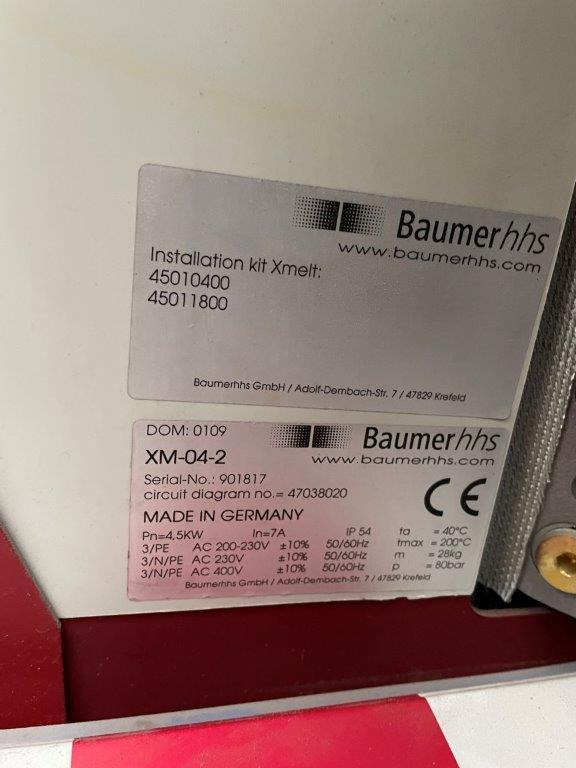 Baumerhhs
www.baumerhhs.com
Installation kit Xmelt:
45010400
45011800
Baumerhhs GmbH / Adolf-Dembach-Str. 7 / 47829 Krefeld
DOM: 0109
Baumerhhs
XM-04-2
www.baumerhhs.com
Serial-No.: 901817
circuit diagram no.= 47038020
CE
MADE IN GERMANY
Pn=4,5KW In=7A IP 54 ta = 40°C
3/PE AC 200-230V ±10% 50/60Hz tmax = 200°C
3/N/PE AC 230V ±10% 50/60Hz m = 28kg
3/N/PE AC 400V ±10% 50/60Hz p = 80bar
Baumerhhs GmbH / Adolf-Dembach-Str. 7 / 47829 Krefeld